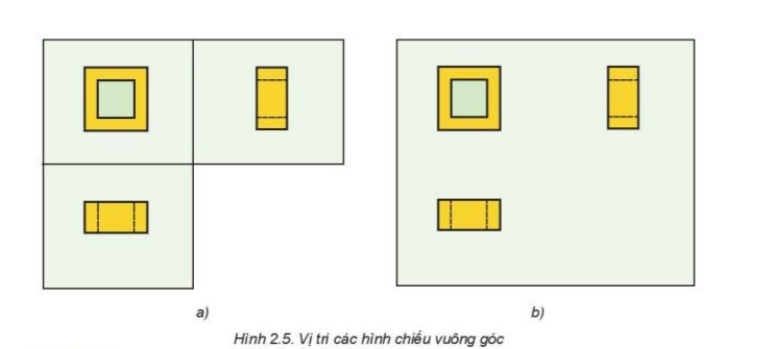 a)
b)
Hình 2.5. Vị trí các hình chiếu vuông góc